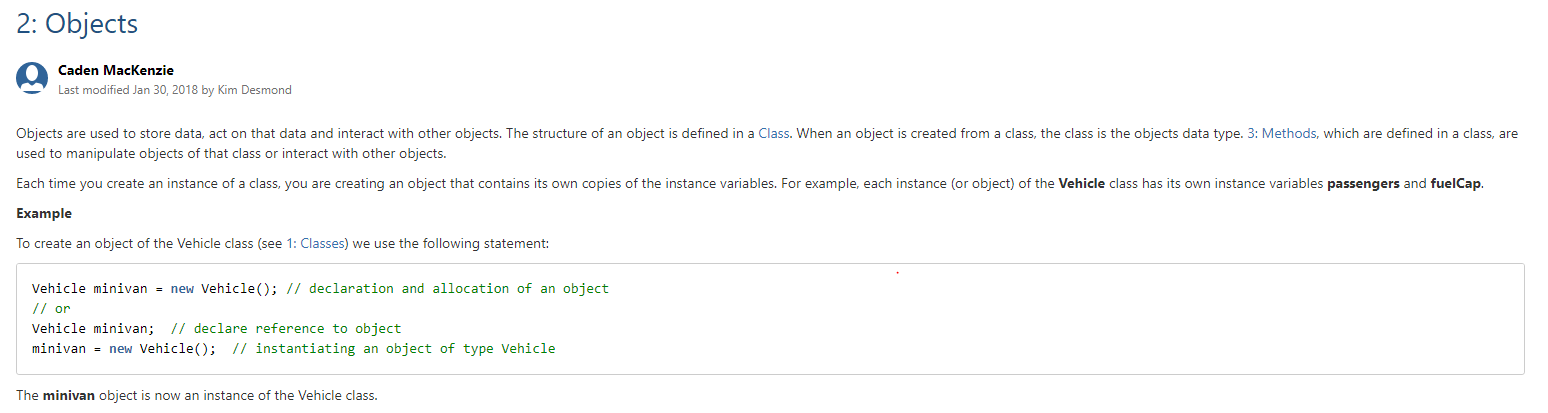 2: Objects
Caden MacKenzie
Last modified Jan 30, 2018 by Kim Desmond
Objects are used to store data, act on that data and interact with other objects. The structure of an object is defined in a Class. When an object is created from a class, the class is the objects data type. 3: Methods, which are defined in a class, are
used to manipulate objects of that class or interact with other objects.
Each time you create an instance of a class, you are creating an object that contains its own copies of the instance variables. For example, each instance (or object) of the Vehicle class has its own instance variables passengers and fuelCap.
Example
To create an object of the Vehicle class (see 1: Classes) we use the following statement:
Vehicle minivan = new Vehicle(); // declaration and allocation of an object
// or
Vehicle minivan;  // declare reference to object
minivan = new Vehicle();  // instantiating an object of type Vehicle
The minivan object is now an instance of the Vehicle class.